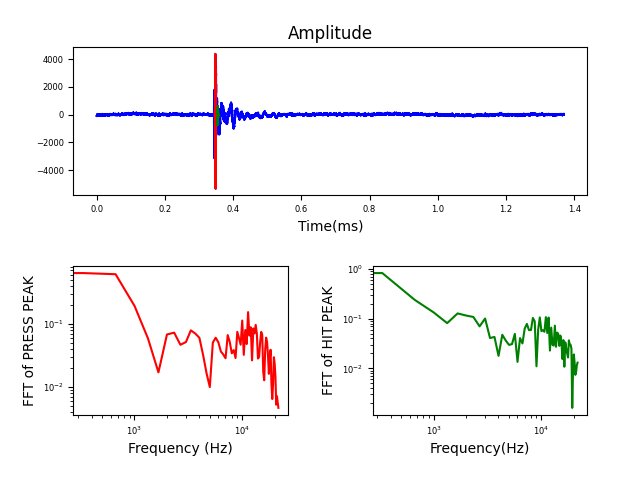 Amplitude
4000
2000
0
−2000
−4000
0.0 0.2 0.4 0.6 0.8 1.0 1.2 1.4
Time(ms)
FFT of PRESS PEAK
10⁻¹
10⁻²
10³ 10⁴
Frequency (Hz)
FFT of HIT PEAK
10⁰
10⁻¹
10⁻²
10³ 10⁴
Frequency(Hz)